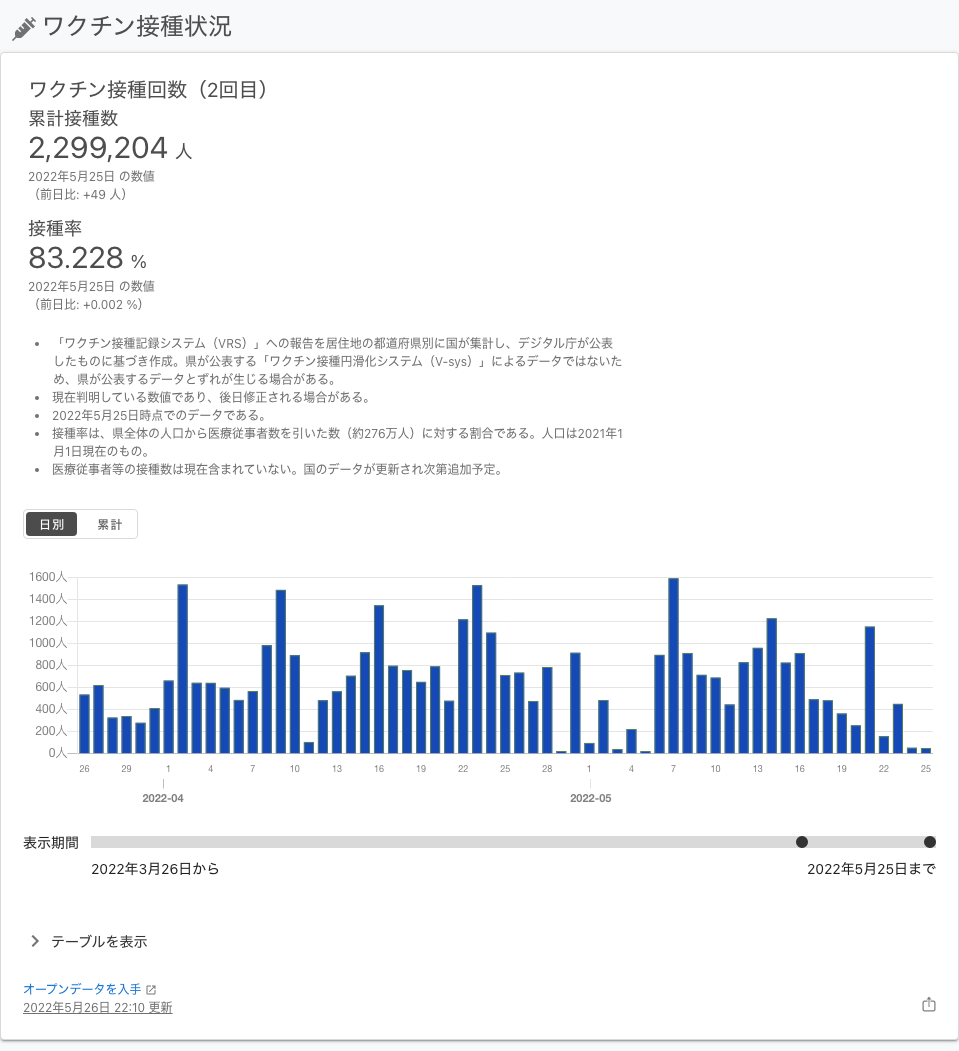 ワクチン接種状況
ワクチン接種回数（2回目）
累計接種数
2,299,204 人
2022年5月25日 の数値
（前日比: +49 人）
接種率
83.228 %
2022年5月25日 の数値
（前日比: +0.002 %）
• 「ワクチン接種記録システム（VRS）」への報告を居住地の都道府県別に国が集計し、デジタル庁が公表
したものに基づき作成。県が公表する「ワクチン接種円滑化システム（V-sys）」によるデータではないた
め、県が公表するデータとずれが生じる場合がある。
• 現在判明している数値であり、後日修正される場合がある。
• 2022年5月25日時点でのデータである。
• 接種率は、県全体の人口から医療従事者数を引いた数（約276万人）に対する割合である。人口は2021年1
月1日現在のもの。
• 医療従事者等の接種数は現在含まれていない。国のデータが更新され次第追加予定。
日別 累計
1600人
1400人
1200人
1000人
800人
600人
400人
200人
0人
26 29 1 4 7 10 13 16 19 22 25 28 1 4 7 10 13 16 19 22 25
2022-04 2022-05
表示期間
2022年3月26日から 2022年5月25日まで
テーブルを表示
オープンデータを入手
2022年5月26日 22:10 更新